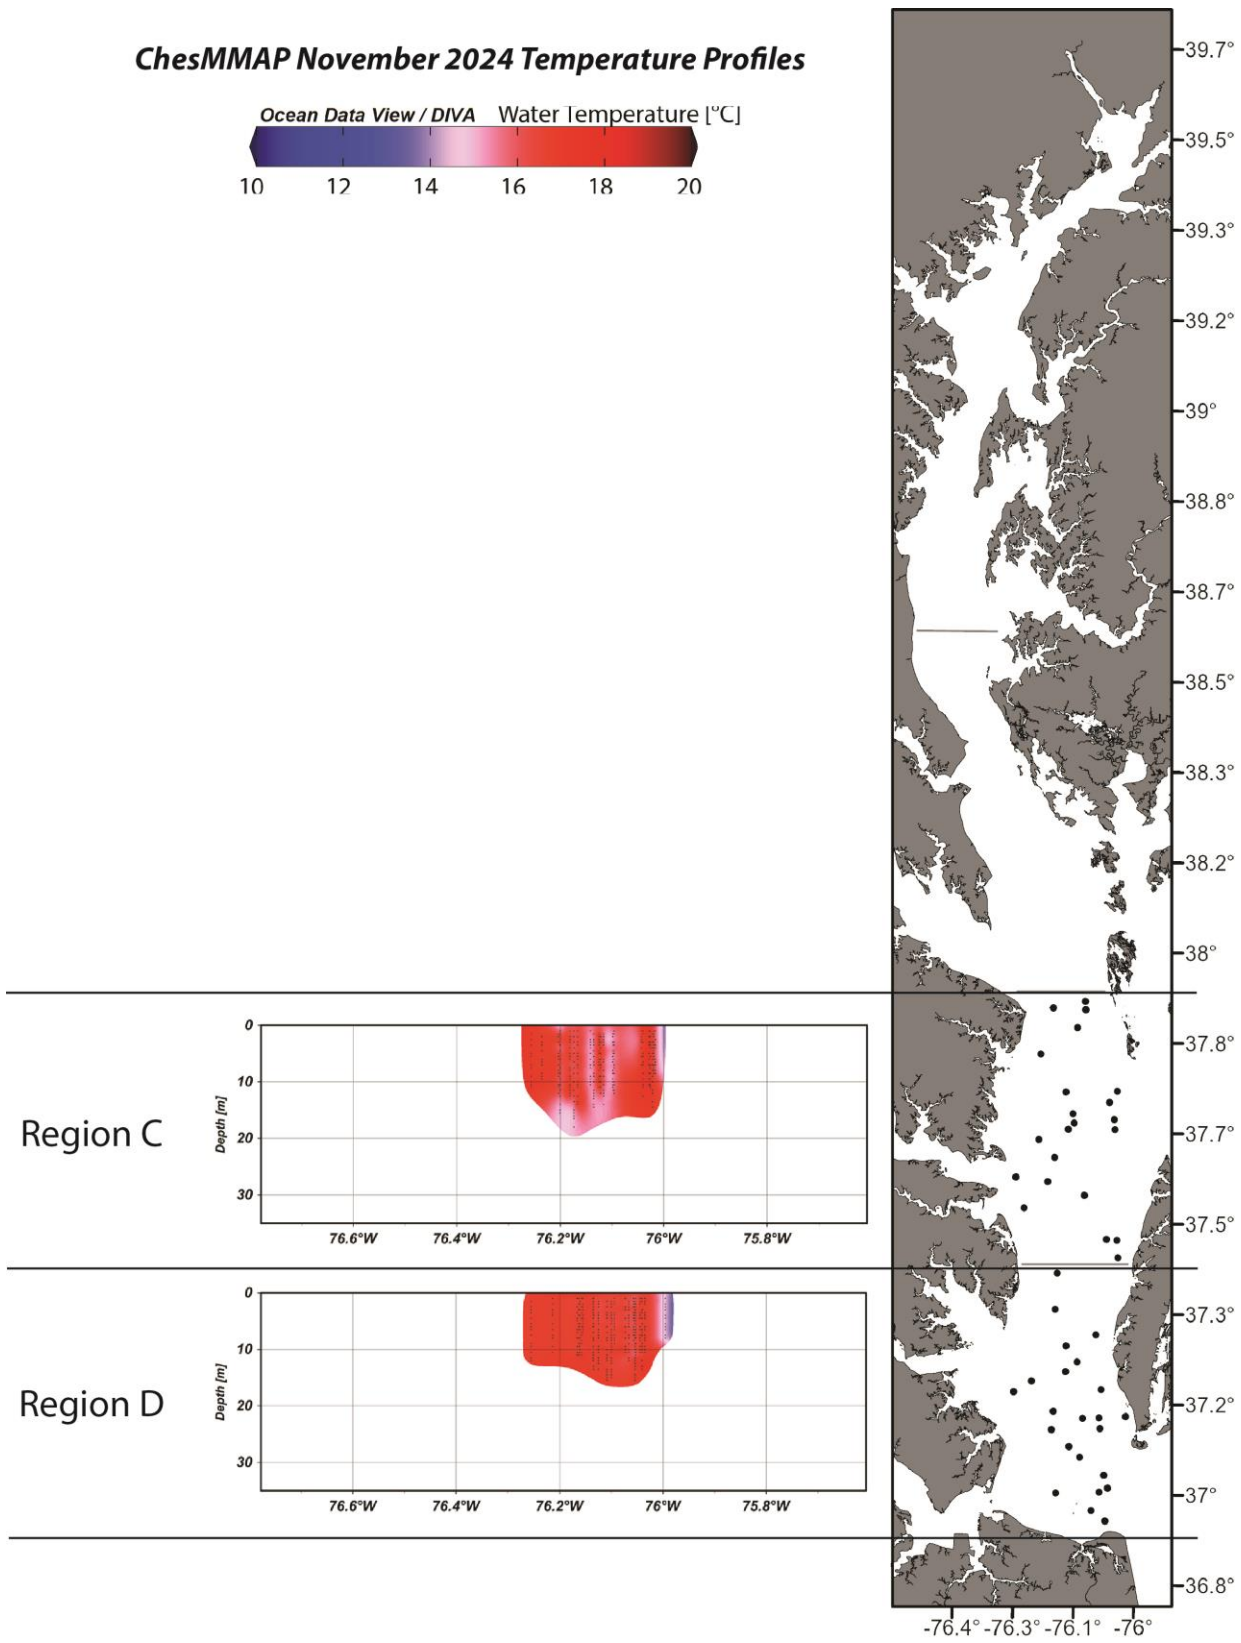 ChesMMAP November 2024 Temperature Profiles
Ocean Data View / DIVA Water Temperature [°C]
10 12 14 16 18 20
39.7°
39.5°
39.3°
39.2°
39°
38.8°
38.7°
38.5°
38.3°
38.2°
38°
37.8°
37.7°
37.5°
37.3°
37.2°
37°
36.8°
-76.4° -76.3° -76.1° -76°
Region C
Depth [m]
0
10
20
30
76.6°W 76.4°W 76.2°W 76°W 75.8°W
Region D
Depth [m]
0
10
20
30
76.6°W 76.4°W 76.2°W 76°W 75.8°W